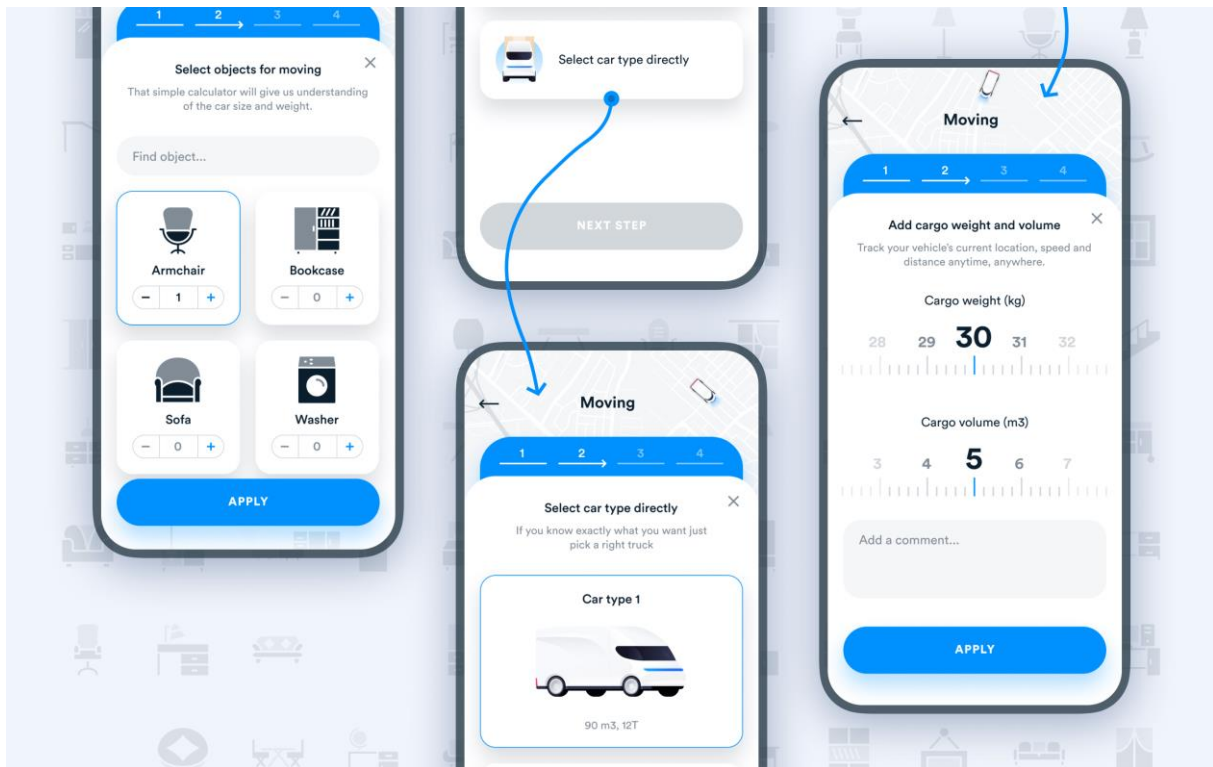 1 2 3 4
Select objects for moving
That simple calculator will give us understanding
of the car size and weight.
Find object...
Armchair
Bookcase
− 1 +
− 0 +
Sofa
Washer
− 0 +
− 0 +
APPLY
Select car type directly
NEXT STEP
Moving
1 2 3 4
Select car type directly
If you know exactly what you want just
pick a right truck
Car type 1
90 m3, 12T
Moving
1 2 3 4
Add cargo weight and volume
Track your vehicle's current location, speed and
distance anytime, anywhere.
Cargo weight (kg)
28 29 30 31 32
Cargo volume (m3)
3 4 5 6 7
Add a comment...
APPLY